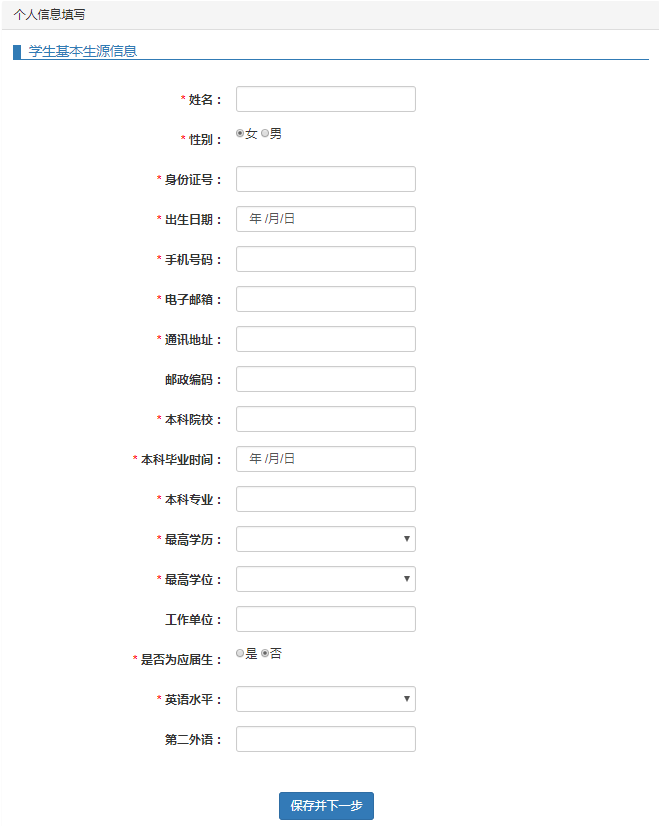 个人信息填写
学生基本生源信息
* 姓名：
* 性别： 女 男
* 身份证号：
* 出生日期： 年 /月/日
* 手机号码：
* 电子邮箱：
* 通讯地址：
邮政编码：
* 本科院校：
* 本科毕业时间： 年 /月/日
* 本科专业：
* 最高学历：
* 最高学位：
工作单位：
* 是否为应届生： 是 否
* 英语水平：
第二外语：
保存并下一步